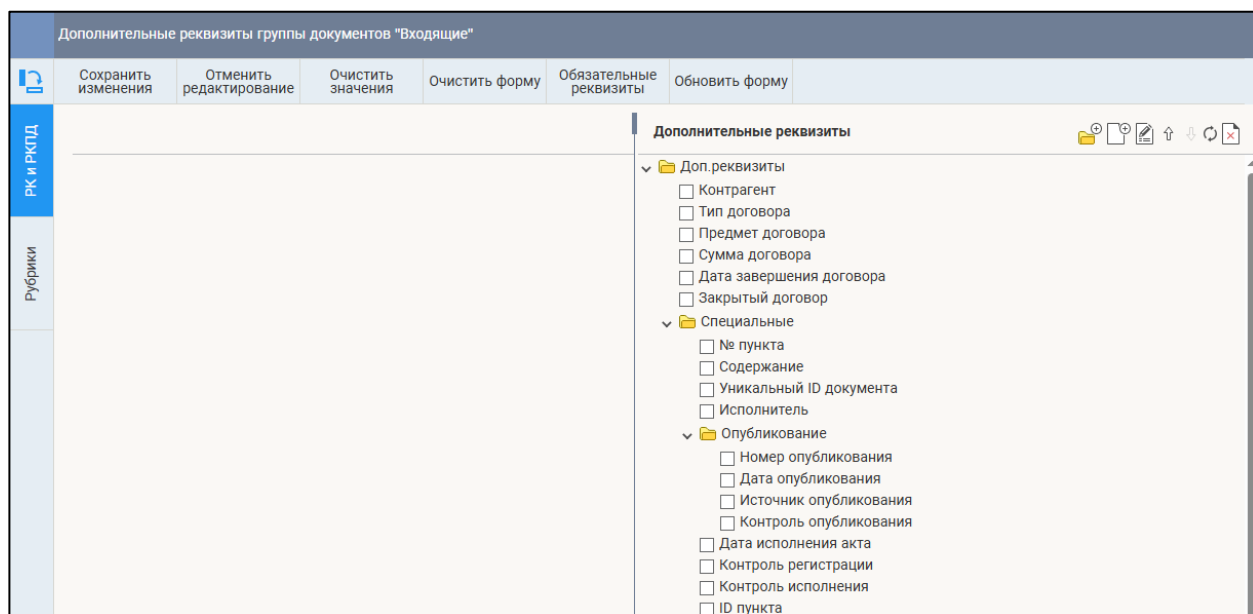 Дополнительные реквизиты группы документов "Входящие"
Сохранить
изменения
Отменить
редактирование
Очистить
значения
Очистить форму
Обязательные
реквизиты
Обновить форму
РК и РКПД
Рубрики
Дополнительные реквизиты
Доп.реквизиты
Контрагент
Тип договора
Предмет договора
Сумма договора
Дата завершения договора
Закрытый договор
Специальные
№ пункта
Содержание
Уникальный ID документа
Исполнитель
Опубликование
Номер опубликования
Дата опубликования
Источник опубликования
Контроль опубликования
Дата исполнения акта
Контроль регистрации
Контроль исполнения
ID пункта